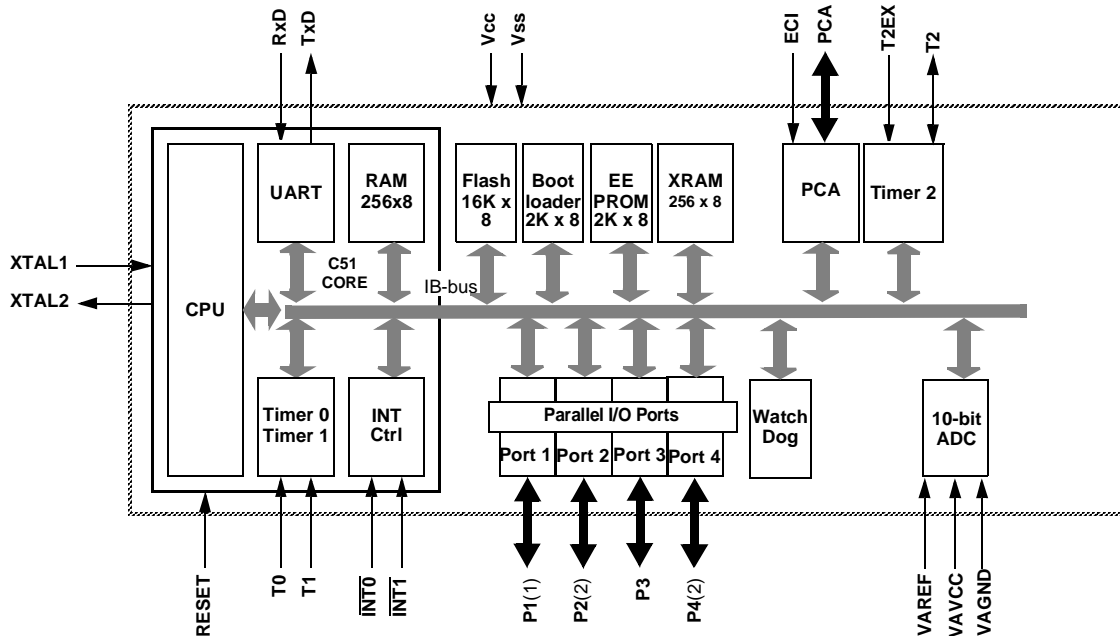 RxD
TxD
Vcc
Vss
ECI
PCA
T2EX
T2
UART
RAM
256x8
Flash
16K x
8
Boot
loader
2K x 8
EE
PROM
2K x 8
XRAM
256 x 8
PCA
Timer 2
XTAL1
XTAL2
CPU
C51
CORE
IB-bus
Timer 0
Timer 1
INT
Ctrl
Parallel I/O Ports
Port 1
Port 2
Port 3
Port 4
Watch
Dog
10-bit
ADC
RESET
T0
T1
INT0
INT1
P1(1)
P2(2)
P3
P4(2)
VAREF
VAVCC
VAGND